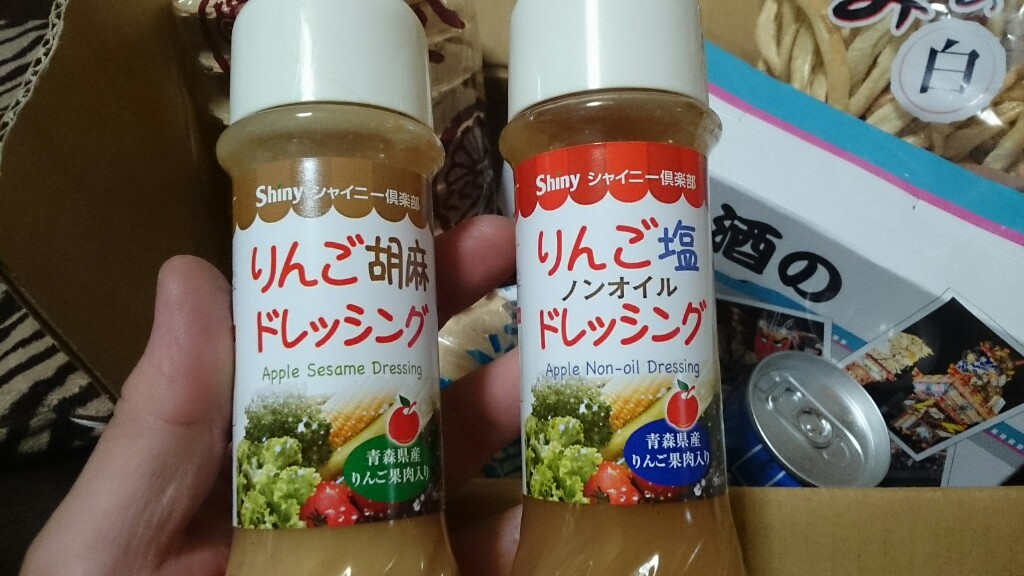 Shiny シャイニー倶楽部
りんご胡麻
ドレッシング
Apple Sesame Dressing
青森県産
りんご果肉入り
Shiny シャイニー倶楽部
りんご塩
ノンオイル
ドレッシング
Apple Non-oil Dressing
青森県産
りんご果肉入り
白
酒の